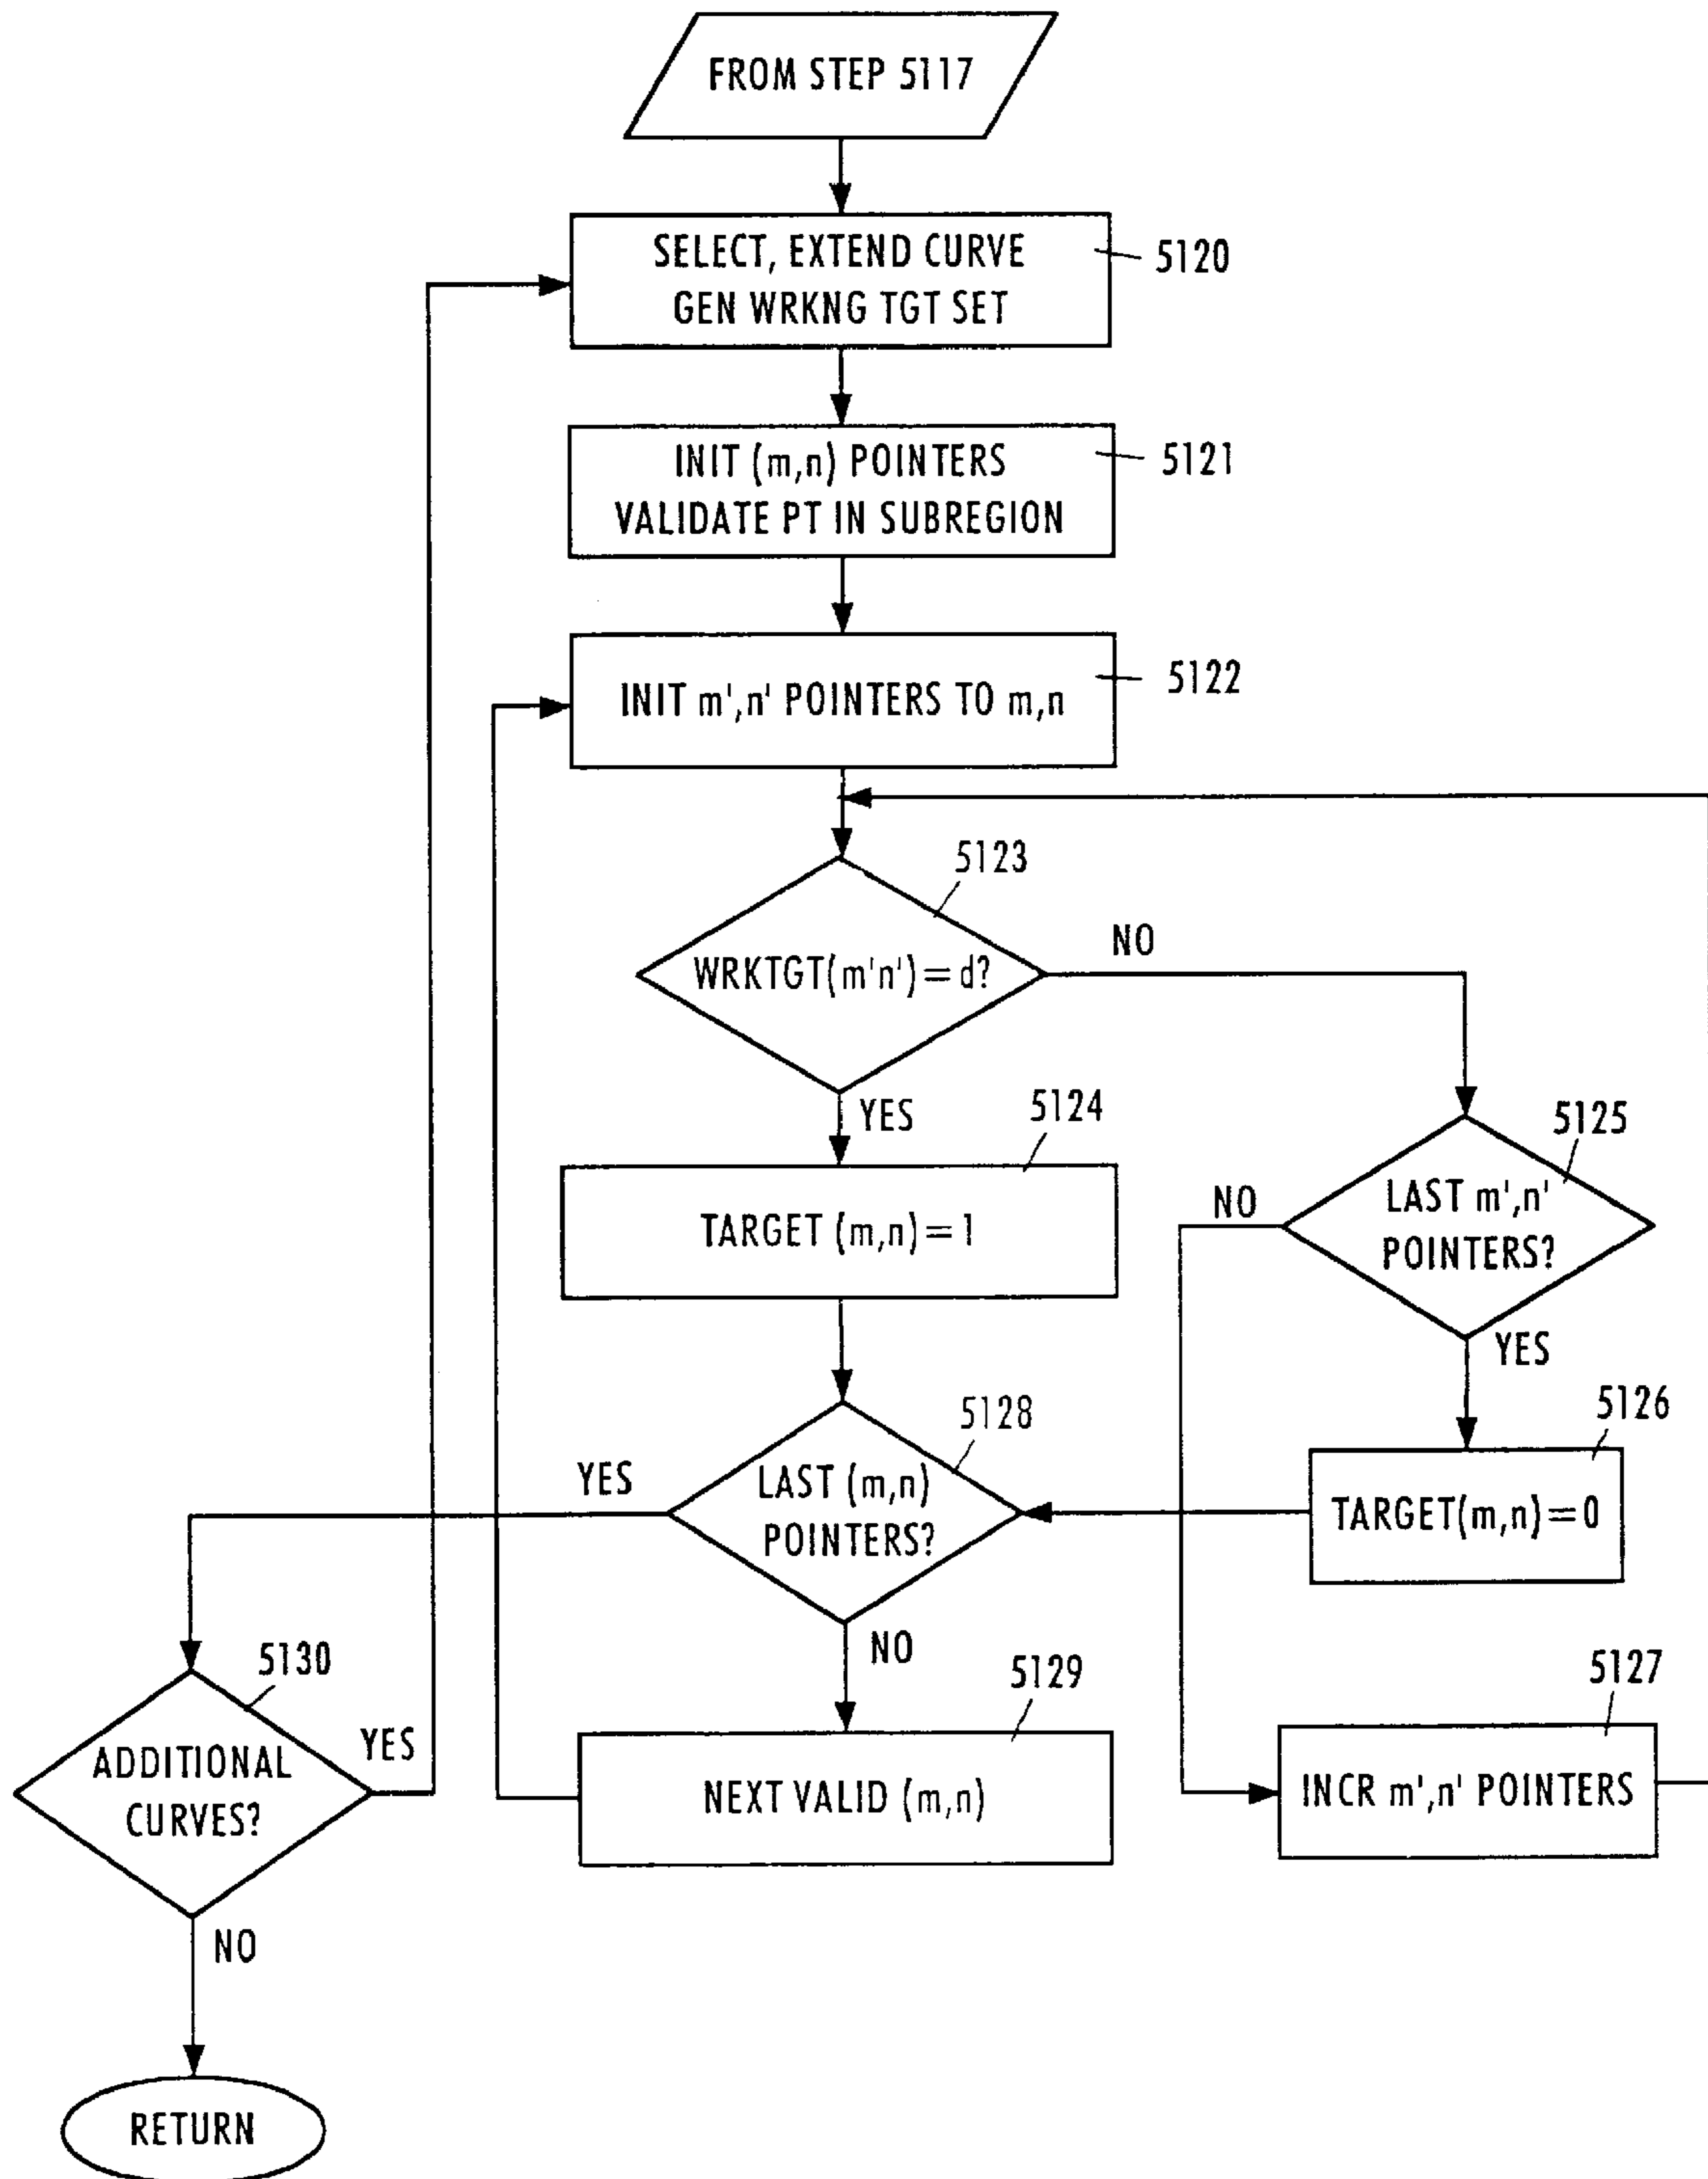 FROM STEP 5117
SELECT, EXTEND CURVE
GEN WRKNG TGT SET
5120
INIT (m,n) POINTERS
VALIDATE PT IN SUBREGION
5121
INIT m',n' POINTERS TO m,n
5122
5123
WRKTGT(m'n')=d?
NO
YES
5124
TARGET (m,n)=1
5125
LAST m',n'
POINTERS?
NO
YES
5126
TARGET(m,n)=0
5128
LAST (m,n)
POINTERS?
YES
NO
5129
NEXT VALID (m,n)
5127
INCR m',n' POINTERS
5130
ADDITIONAL
CURVES?
YES
NO
RETURN